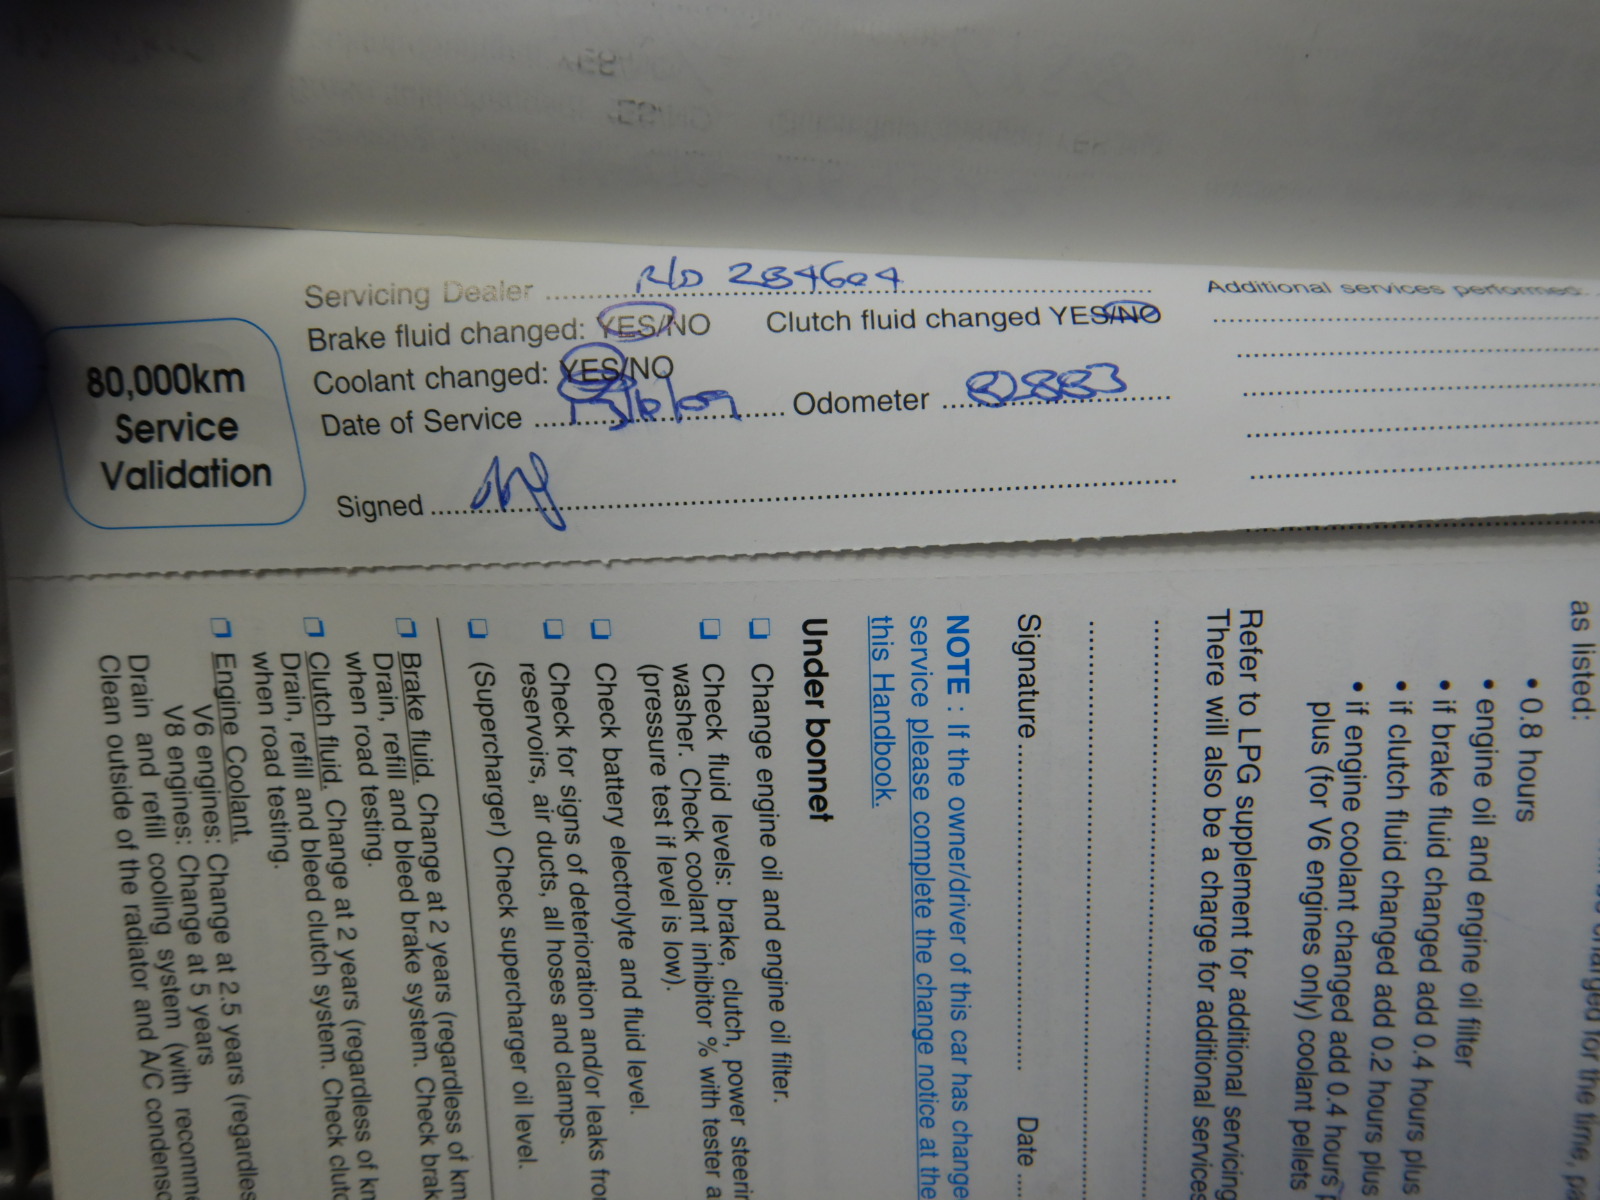 80,000km
Service
Validation
Servicing Dealer R/O 284604
Brake fluid changed: YES/NO Clutch fluid changed YES/NO
Coolant changed: YES/NO
Date of Service Odometer 82883
Signed
Additional services performed:
as listed:
• 0.8 hours
• engine oil and engine oil filter
• if brake fluid changed add 0.4 hours plus
• if clutch fluid changed add 0.2 hours plus
• if engine coolant changed add 0.4 hours
plus (for V6 engines only) coolant pellets
Refer to LPG supplement for additional servicing
There will also be a charge for additional services
Signature Date
NOTE : If the owner/driver of this car has change
service please complete the change notice at the
this Handbook.
Under bonnet
❑ Change engine oil and engine oil filter.
❑ Check fluid levels: brake, clutch, power steerin
washer. Check coolant inhibitor % with tester a
(pressure test if level is low).
❑ Check battery electrolyte and fluid level.
❑ Check for signs of deterioration and/or leaks fro
reservoirs, air ducts, all hoses and clamps.
❑ (Supercharger) Check supercharger oil level.
❑ Brake fluid. Change at 2 years (regardless of km
Drain, refill and bleed brake system. Check brak
when road testing.
❑ Clutch fluid. Change at 2 years (regardless of km
Drain, refill and bleed clutch system. Check clutc
when road testing.
❑ Engine Coolant.
V6 engines: Change at 2.5 years (regardles
V8 engines: Change at 5 years
Drain and refill cooling system (with recomme
Clean outside of the radiator and A/C condenso